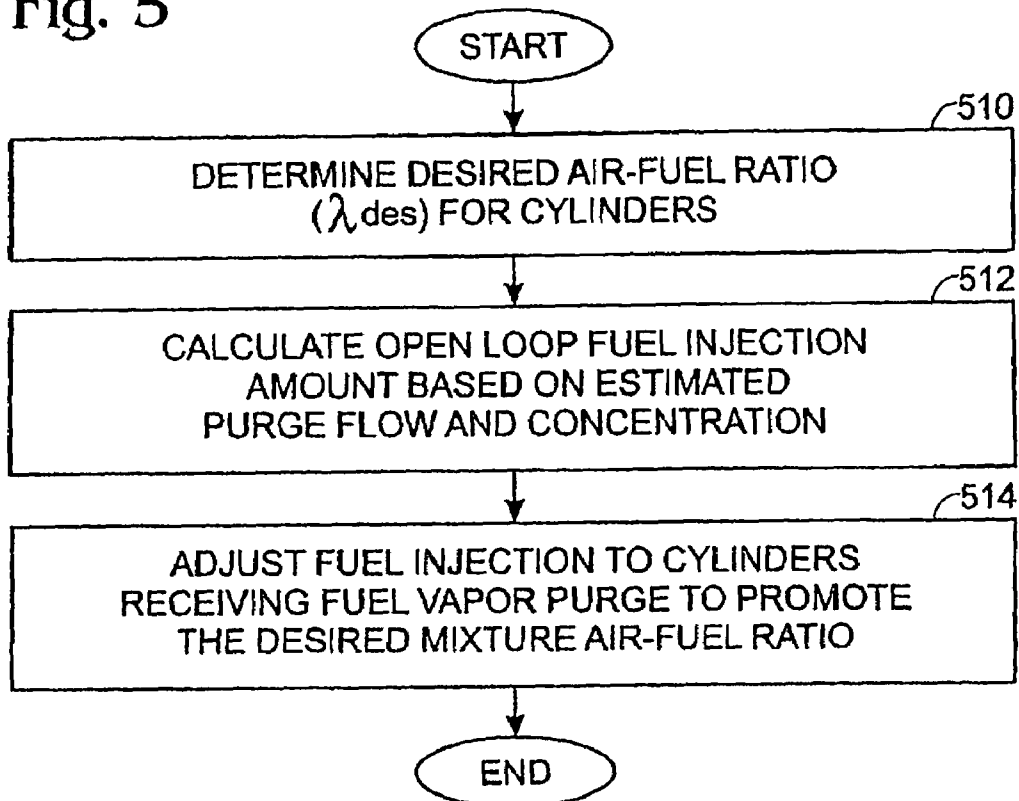 Fig. 5
START
510
DETERMINE DESIRED AIR-FUEL RATIO
(λdes) FOR CYLINDERS
512
CALCULATE OPEN LOOP FUEL INJECTION
AMOUNT BASED ON ESTIMATED
PURGE FLOW AND CONCENTRATION
514
ADJUST FUEL INJECTION TO CYLINDERS
RECEIVING FUEL VAPOR PURGE TO PROMOTE
THE DESIRED MIXTURE AIR-FUEL RATIO
END